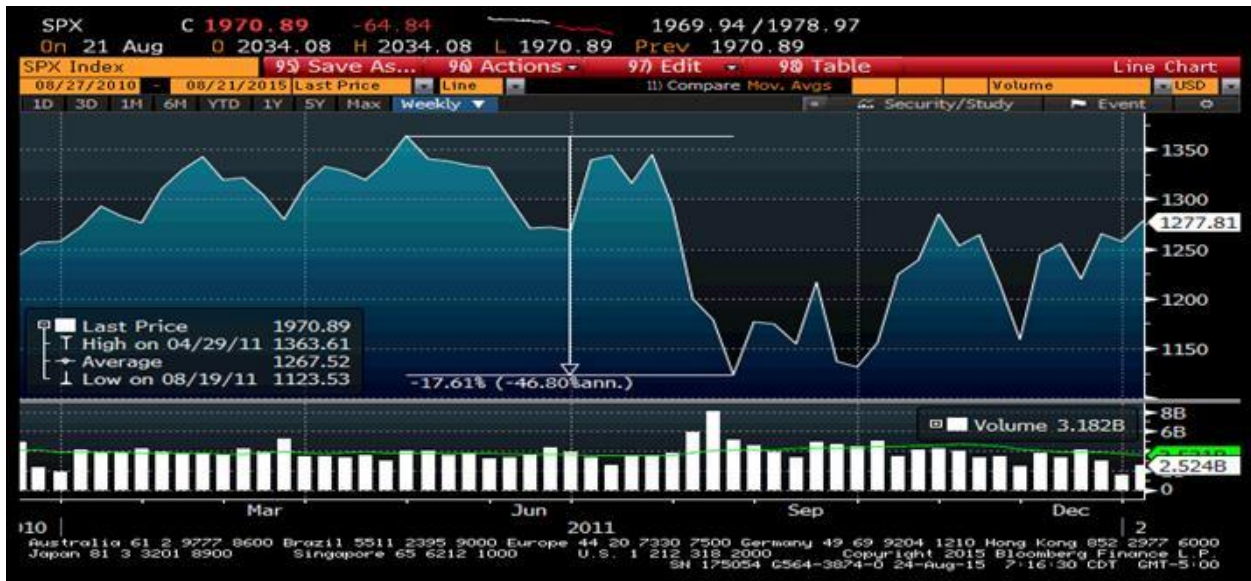 SPX C 1970.89 -64.84 1969.94/1978.97
On 21 Aug O 2034.08 H 2034.08 L 1970.89 Prev 1970.89
SPX Index 95) Save As... 96) Actions 97) Edit 98) Table Line Chart
08/27/2010 - 08/21/2015 Last Price Line 11) Compare Mov. Avgs Volume USD
1D 3D 1M 6M YTD 1Y 5Y Max Weekly ▼ Security/Study Event
1350
1300
1277.81
1250
1200
1150
Last Price 1970.89
High on 04/29/11 1363.61
Average 1267.52
Low on 08/19/11 1123.53
-17.61% (-46.80%ann.)
8B
Volume 3.182B
6B
2.524B
0
Mar Jun Sep Dec
2011
Australia 61 2 9777 8600 Brazil 5511 2395 9000 Europe 44 20 7330 7500 Germany 49 69 9204 1210 Hong Kong 852 2977 6000
Japan 81 3 3201 8900 Singapore 65 6212 1000 U.S. 1 212 318 2000 Copyright 2015 Bloomberg Finance L.P.
SN 175054 G564-3874-0 24-Aug-15 7:16:30 CDT GMT-5:00